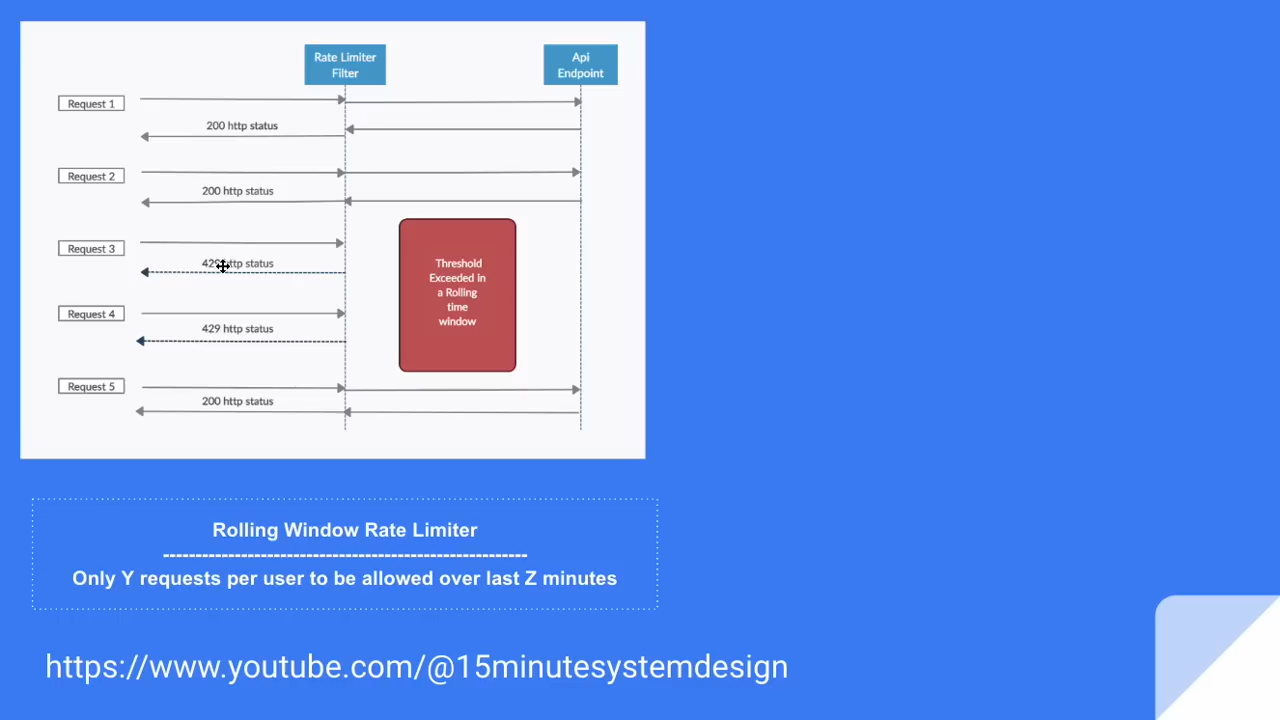 Rate Limiter
Filter
Api
Endpoint
Request 1
200 http status
Request 2
200 http status
Request 3
429 http status
Threshold
Exceeded in
a Rolling
time
window
Request 4
429 http status
Request 5
200 http status
Rolling Window Rate Limiter
--------------------------------------------------------
Only Y requests per user to be allowed over last Z minutes
https://www.youtube.com/@15minutesystemdesign